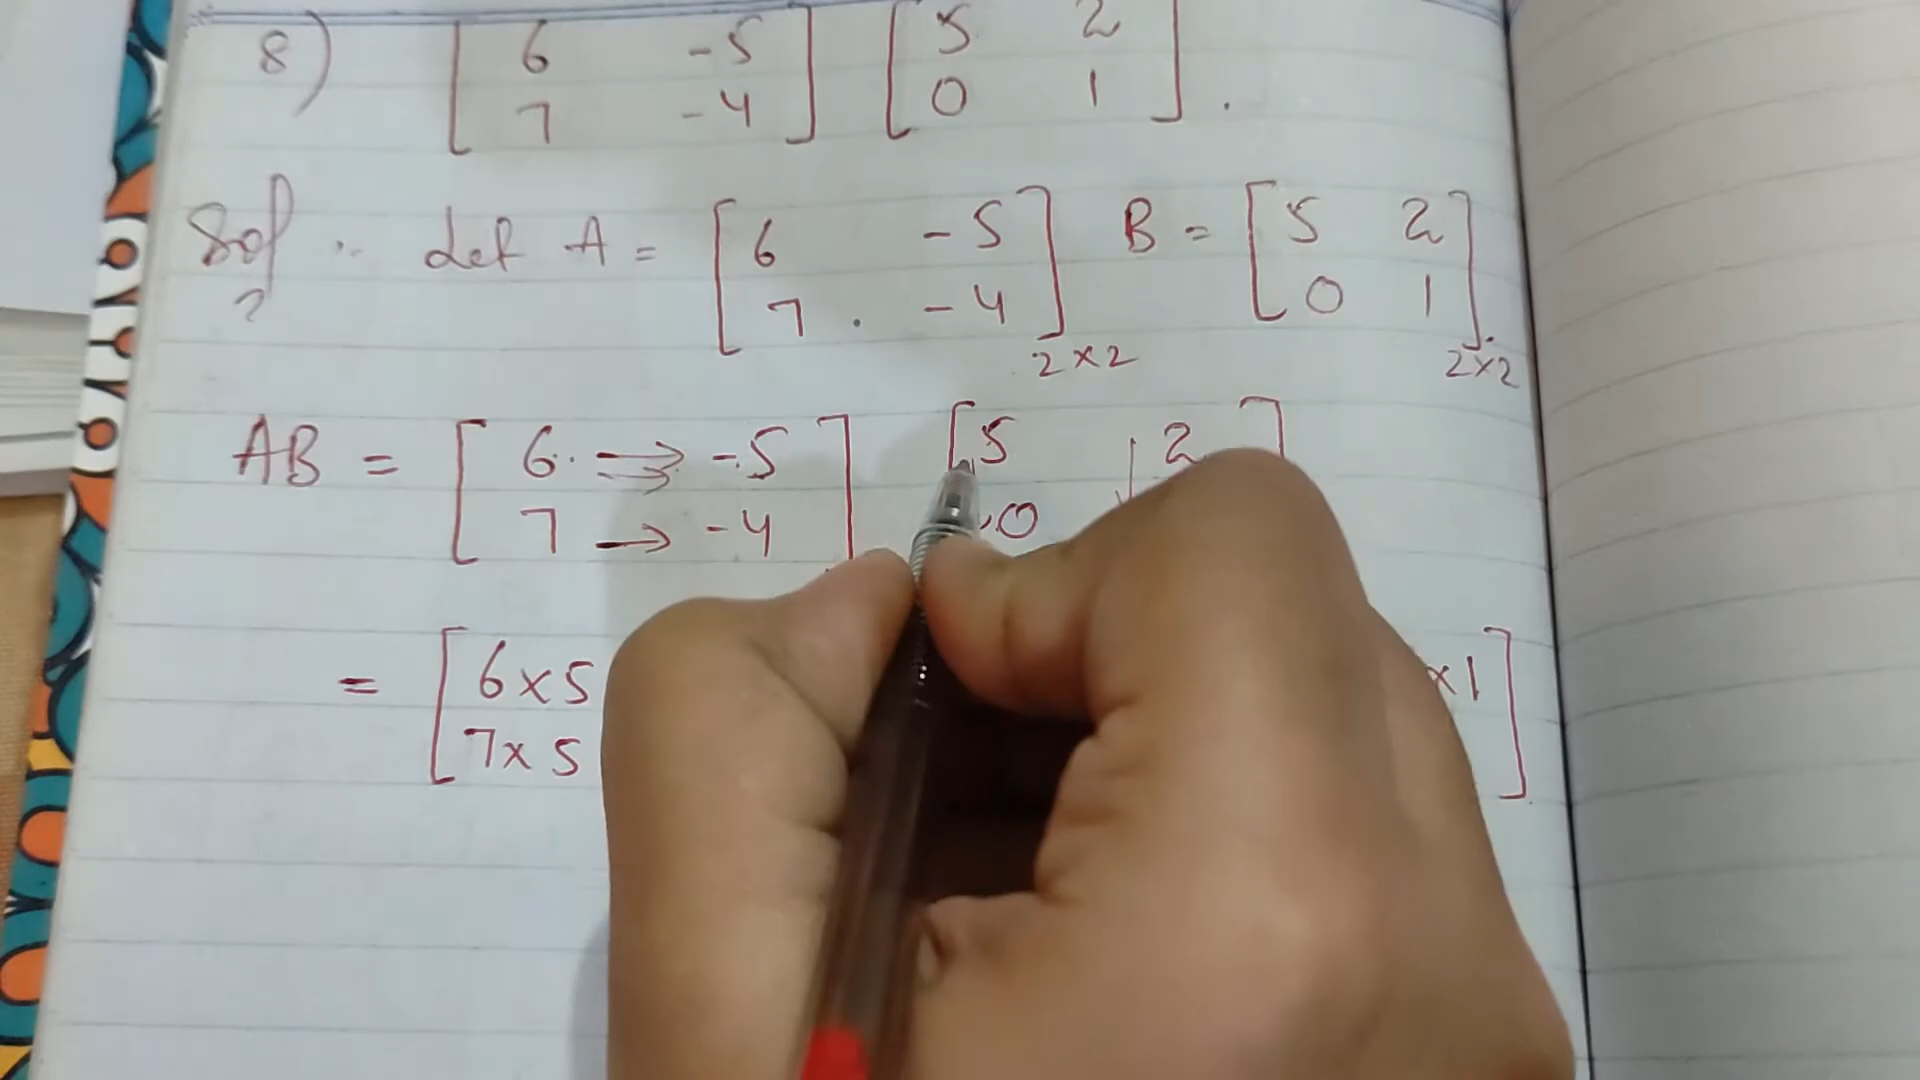 8) [ 6 -5 ] [ 5 2 ]
[ 7 -4 ] [ 0 1 ] .
Sol : Let A = [ 6 -5 ] B = [ 5 2 ]
[ 7 . -4 ] 2×2 [ 0 1 ] 2×2
AB = [ 6 → -5 ] [ 5 ↓ 2 ]
[ 7 → -4 ] [ 0
= [ 6×5 ×1 ]
[ 7×5 ]